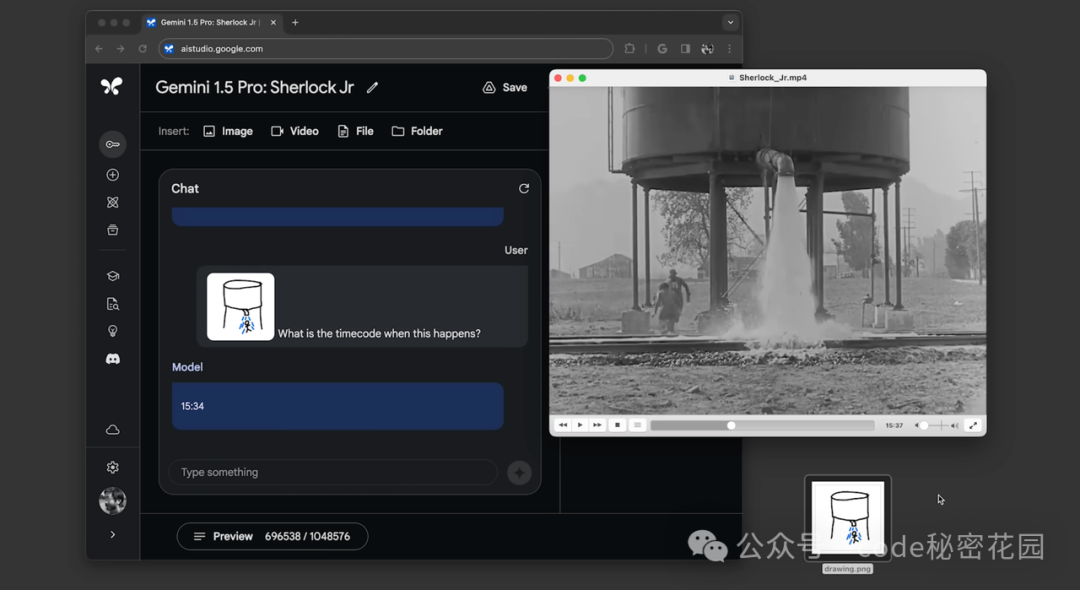 Gemini 1.5 Pro: Sherlock Jr
aistudio.google.com
Gemini 1.5 Pro: Sherlock Jr
Save
Insert:
Image
Video
File
Folder
Chat
User
What is the timecode when this happens?
Model
15:34
Type something
Preview
696538 / 1048576
Sherlock_Jr.mp4
15:37
drawing.png
公众号
code秘密花园